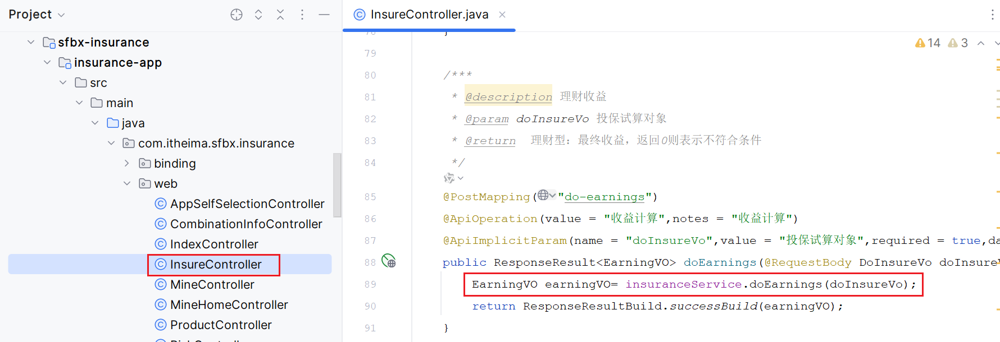 Project
sfbx-insurance
insurance-app
src
main
java
com.itheima.sfbx.insurance
binding
web
AppSelfSelectionController
CombinationInfoController
IndexController
InsureController
MineController
MineHomeController
ProductController
InsureController.java
14 3
79
80 /***
81 * @description 理财收益
82 * @param doInsureVo 投保试算对象
83 * @return 理财型：最终收益，返回0则表示不符合条件
84 */
85 @PostMapping("do-earnings")
86 @ApiOperation(value = "收益计算",notes = "收益计算")
87 @ApiImplicitParam(name = "doInsureVo",value = "投保试算对象",required = true,da
88 public ResponseResult<EarningVO> doEarnings(@RequestBody DoInsureVo doInsureV
89 EarningVO earningVO= insuranceService.doEarnings(doInsureVo);
90 return ResponseResultBuild.successBuild(earningVO);
91 }